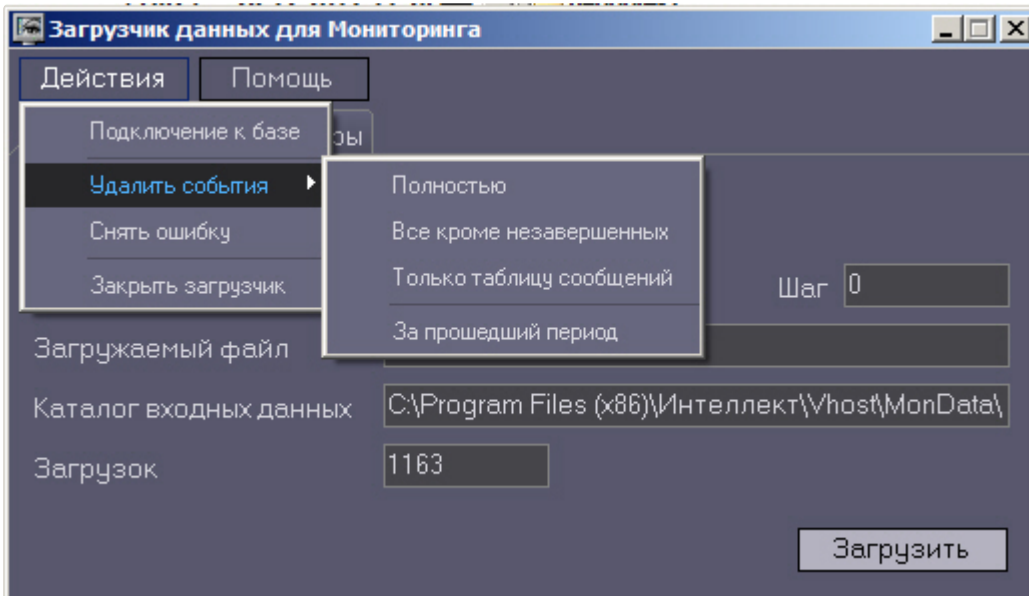 Загрузчик данных для Мониторинга
Действия Помощь
Подключение к базе
Удалить события
Полностью
Снять ошибку
Все кроме незавершенных
Только таблицу сообщений
Закрыть загрузчик
Шаг 0
За прошедший период
Загружаемый файл
Каталог входных данных C:\Program Files (x86)\Интеллект\Vhost\MonData\
Загрузок 1163
Загрузить